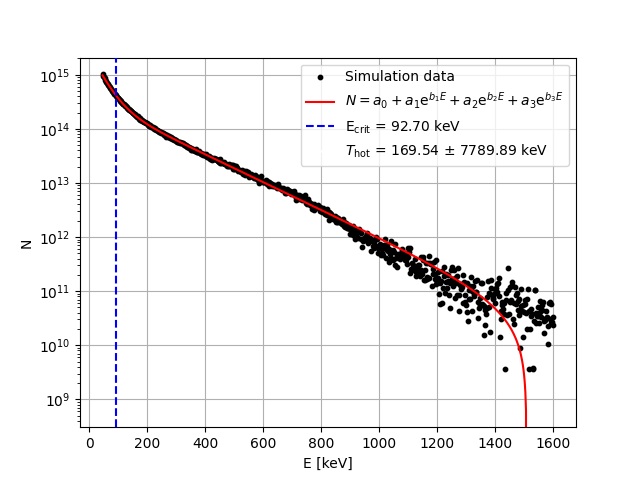 Simulation data
N = a₀ + a₁e^{b₁E} + a₂e^{b₂E} + a₃e^{b₃E}
E_crit = 92.70 keV
T_hot = 169.54 ± 7789.89 keV
10¹⁵
10¹⁴
10¹³
10¹²
10¹¹
10¹⁰
10⁹
N
0 200 400 600 800 1000 1200 1400 1600
E [keV]